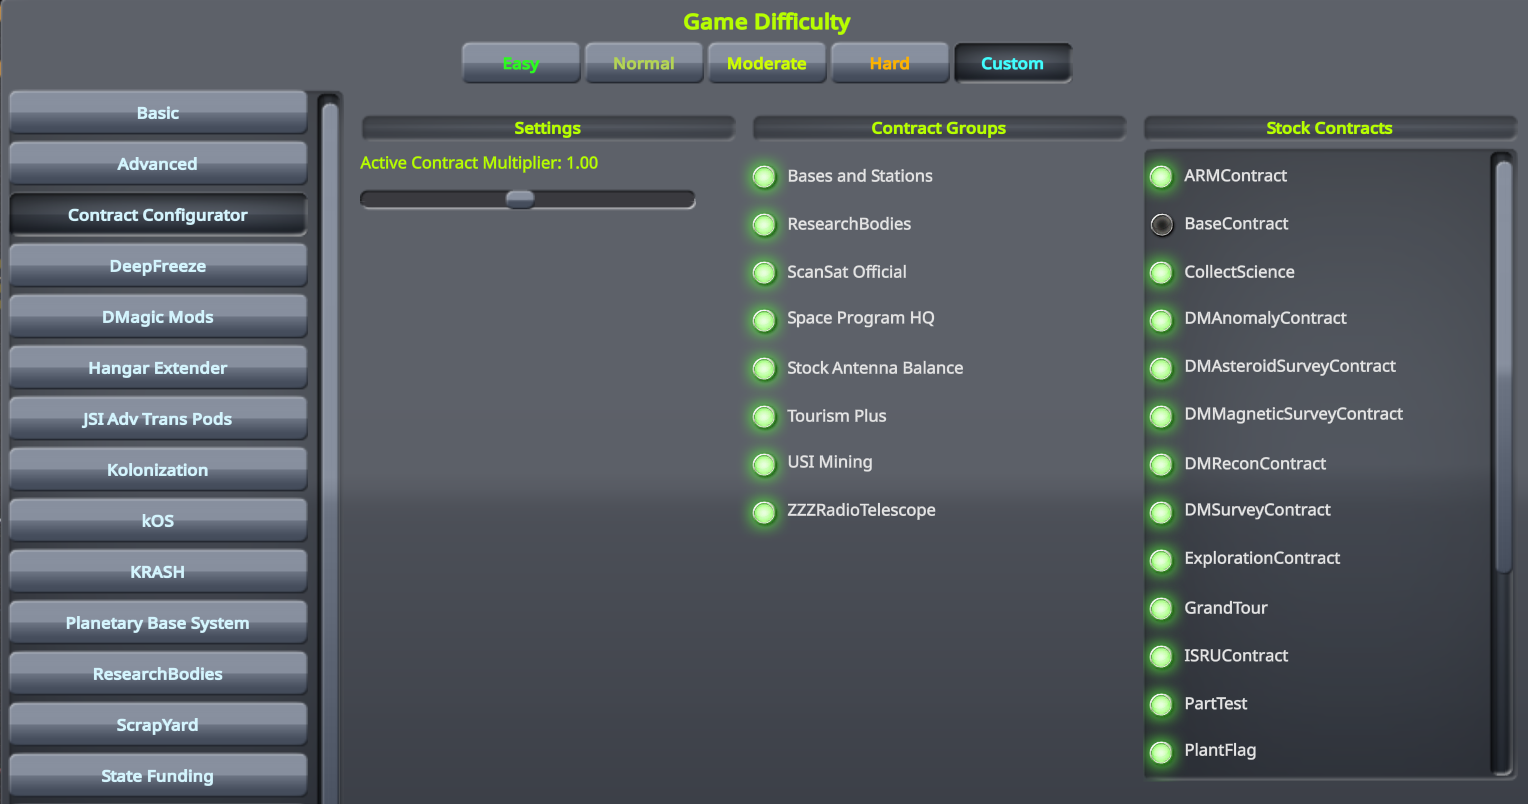 Game Difficulty
Easy
Normal
Moderate
Hard
Custom
Basic
Advanced
Contract Configurator
DeepFreeze
DMagic Mods
Hangar Extender
JSI Adv Trans Pods
Kolonization
kOS
KRASH
Planetary Base System
ResearchBodies
ScrapYard
State Funding
Settings
Active Contract Multiplier: 1.00
Contract Groups
Bases and Stations
ResearchBodies
ScanSat Official
Space Program HQ
Stock Antenna Balance
Tourism Plus
USI Mining
ZZZRadioTelescope
Stock Contracts
ARMContract
BaseContract
CollectScience
DMAnomalyContract
DMAsteroidSurveyContract
DMMagneticSurveyContract
DMReconContract
DMSurveyContract
ExplorationContract
GrandTour
ISRUContract
PartTest
PlantFlag